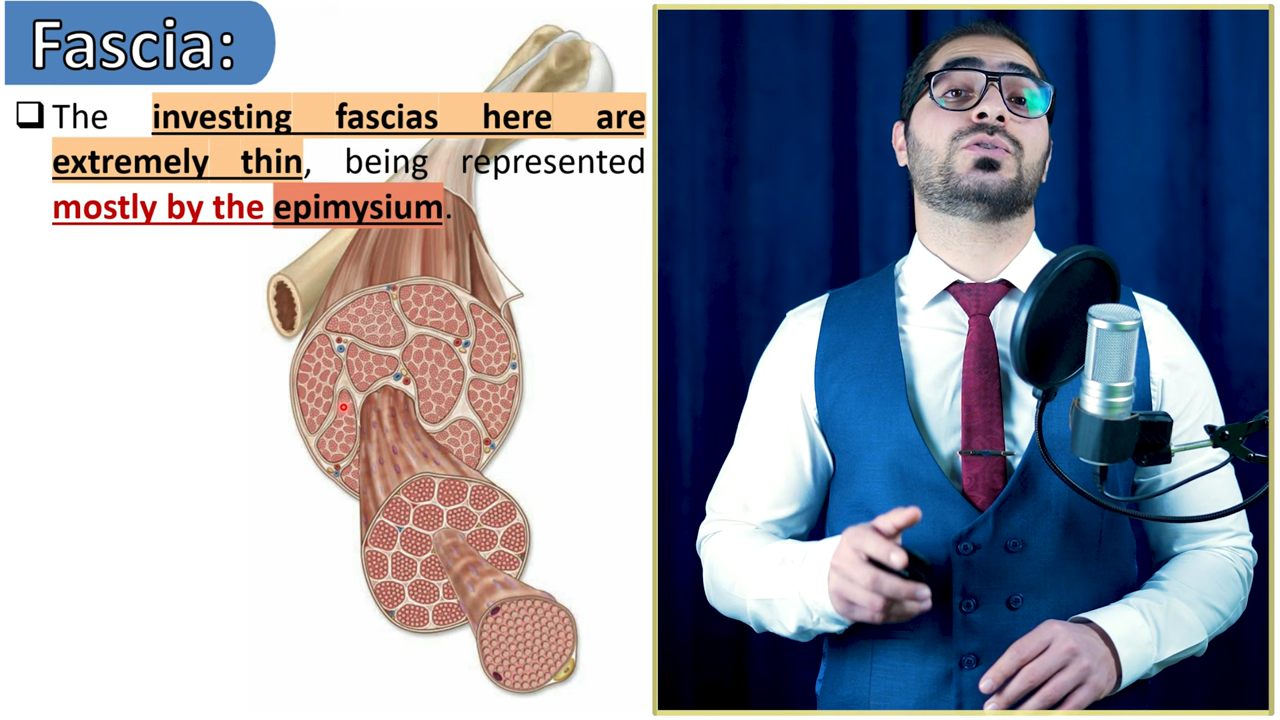 Fascia:
❑ The investing fascias here are
extremely thin, being represented
mostly by the epimysium.